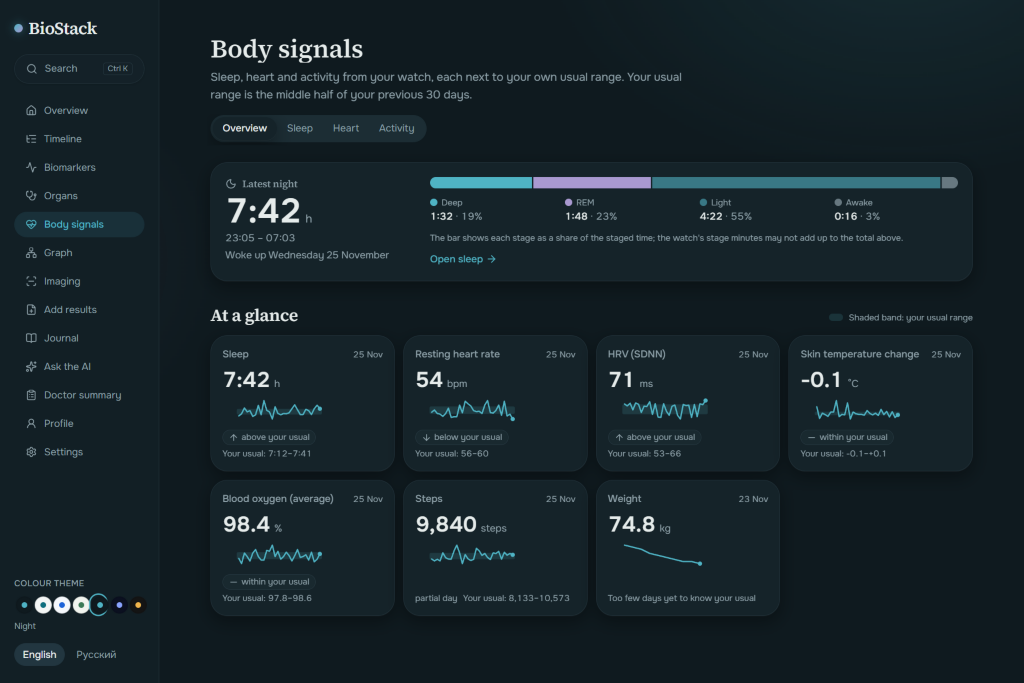 BioStack
Search Ctrl K
Overview
Timeline
Biomarkers
Organs
Body signals
Graph
Imaging
Add results
Journal
Ask the AI
Doctor summary
Profile
Settings
COLOUR THEME
Night
English Русский
Body signals
Sleep, heart and activity from your watch, each next to your own usual range. Your usual
range is the middle half of your previous 30 days.
Overview Sleep Heart Activity
Latest night
7:42 h
23:05 – 07:03
Woke up Wednesday 25 November
Deep REM Light Awake
1:32 · 19% 1:48 · 23% 4:22 · 55% 0:16 · 3%
The bar shows each stage as a share of the staged time; the watch's stage minutes may not add up to the total above.
Open sleep →
At a glance
Shaded band: your usual range
Sleep 25 Nov
7:42 h
↑ above your usual
Your usual: 7:12–7:41
Resting heart rate 25 Nov
54 bpm
↓ below your usual
Your usual: 56–60
HRV (SDNN) 25 Nov
71 ms
↑ above your usual
Your usual: 53–66
Skin temperature change 25 Nov
-0.1 °C
— within your usual
Your usual: -0.1–+0.1
Blood oxygen (average) 25 Nov
98.4 %
— within your usual
Your usual: 97.8–98.6
Steps 25 Nov
9,840 steps
partial day Your usual: 8,133–10,573
Weight 23 Nov
74.8 kg
Too few days yet to know your usual